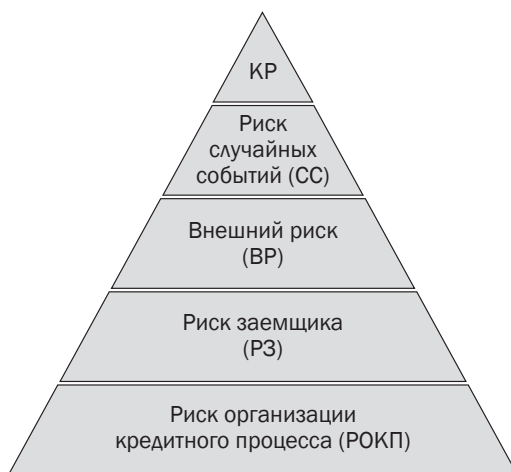 КР
Риск
случайных
событий (СС)
Внешний риск
(ВР)
Риск заемщика
(РЗ)
Риск организации
кредитного процесса (РОКП)